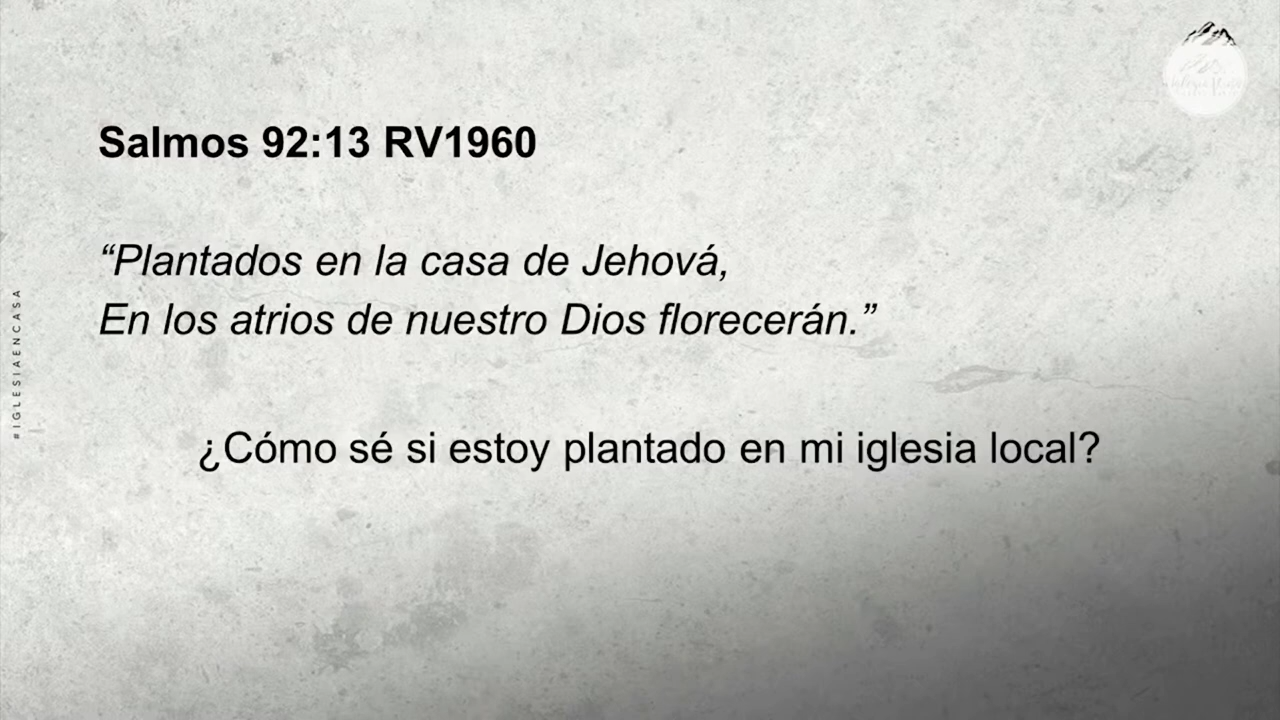 Salmos 92:13 RV1960
“Plantados en la casa de Jehová,
En los atrios de nuestro Dios florecerán.”
¿Cómo sé si estoy plantado en mi iglesia local?
#IGLESIAENCASA